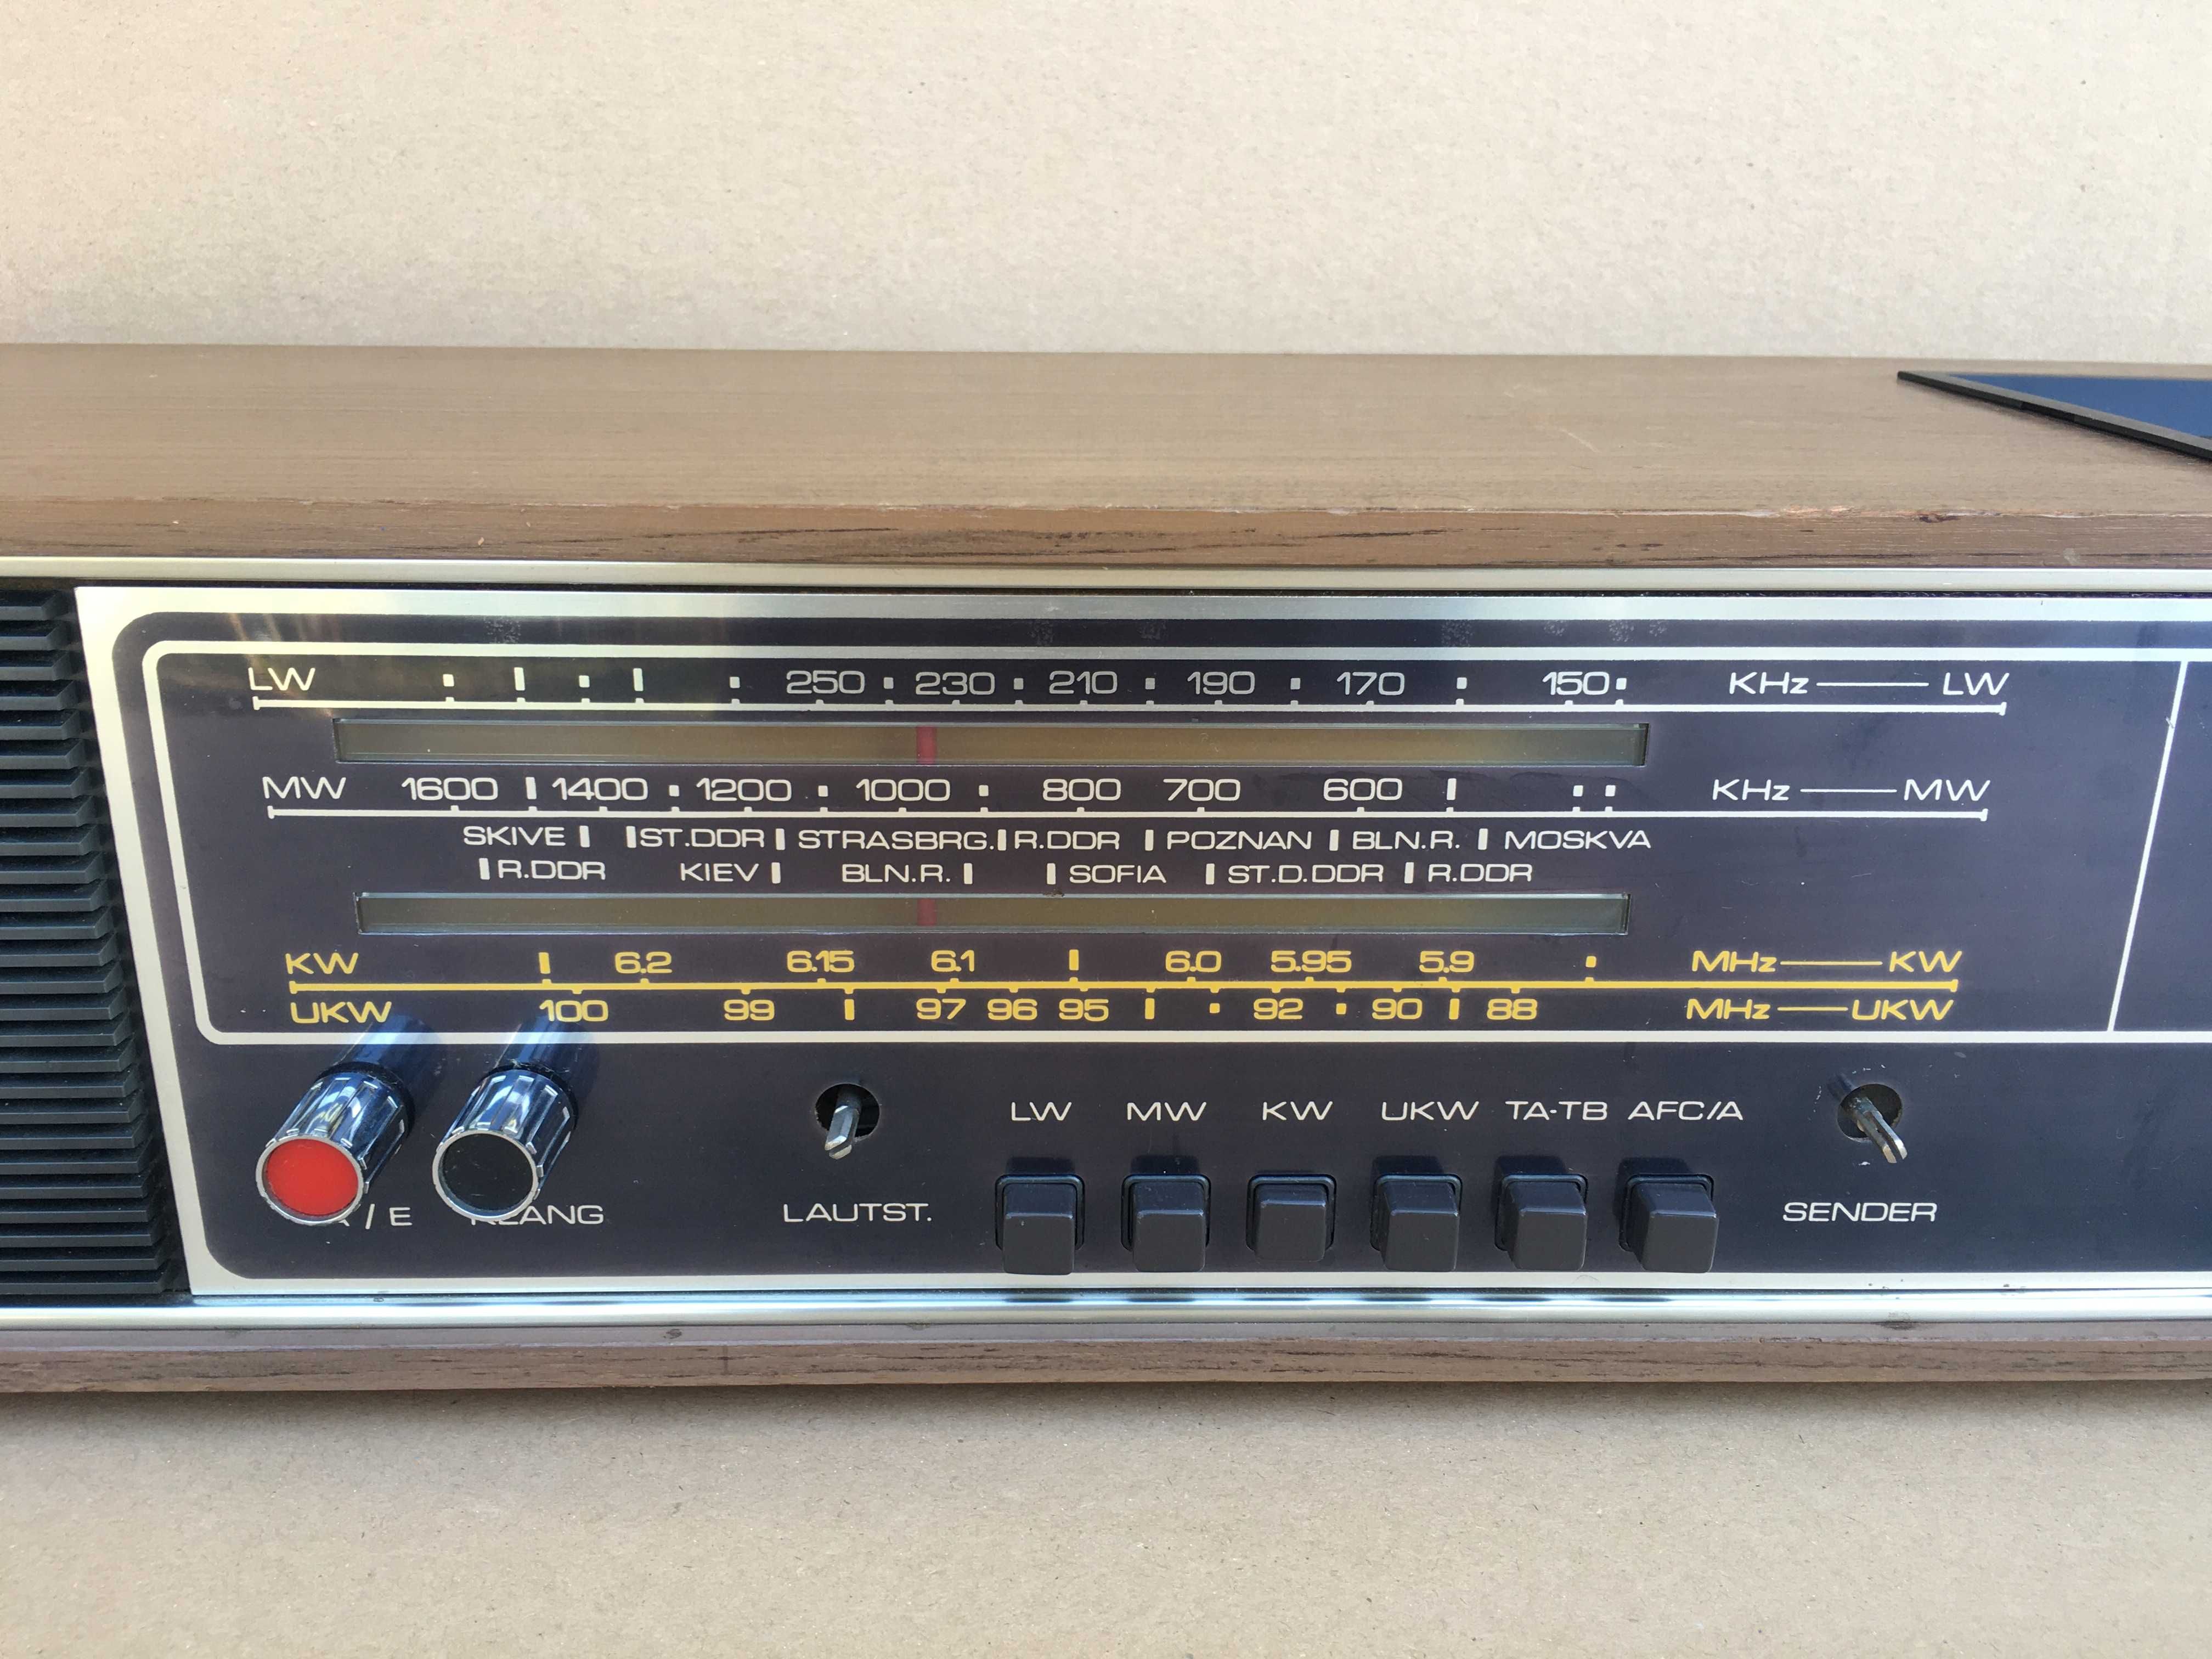 LW 250 230 210 190 170 150 KHz LW
MW 1600 1400 1200 1000 800 700 600 KHz MW
SKIVE ST.DDR STRASBRG. R.DDR POZNAN BLN.R. MOSKVA
R.DDR KIEV BLN.R. SOFIA ST.D.DDR R.DDR
KW 6.2 6.15 6.1 6.0 5.95 5.9 MHz KW
UKW 100 99 97 96 95 92 90 88 MHz UKW
LW MW KW UKW TA-TB AFC/A
/ E KLANG LAUTST. SENDER